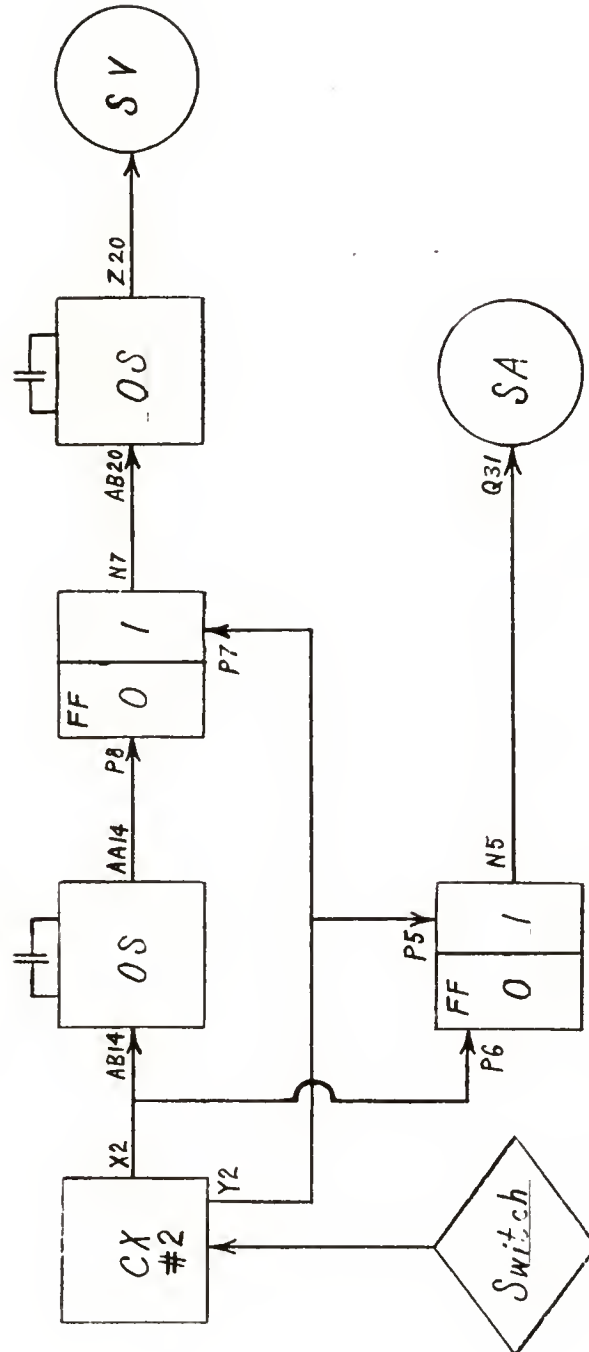 SV
Z20
OS
AB20
N7
FF
0
1
P7
P8
AA14
OS
AB14
X2
Y2
CX
#2
Switch
SA
Q31
N5
FF
0
1
P5
P6